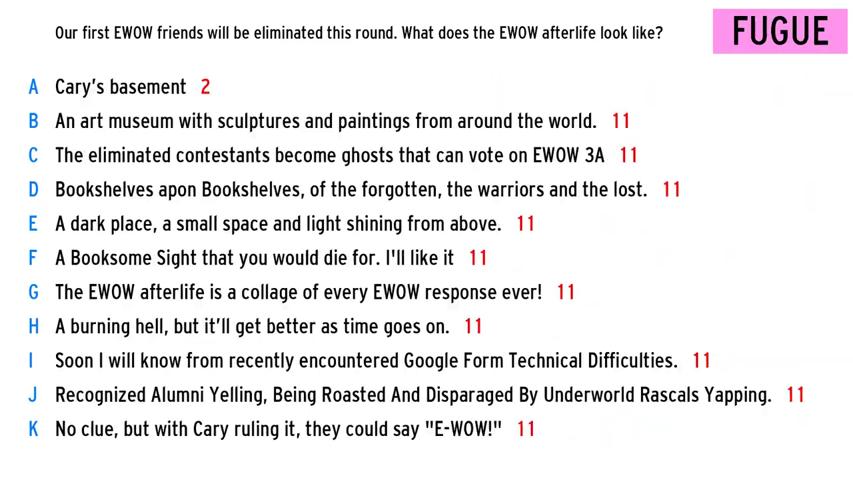 Our first EWOW friends will be eliminated this round. What does the EWOW afterlife look like?
FUGUE
A Cary's basement 2
B An art museum with sculptures and paintings from around the world. 11
C The eliminated contestants become ghosts that can vote on EWOW 3A 11
D Bookshelves apon Bookshelves, of the forgotten, the warriors and the lost. 11
E A dark place, a small space and light shining from above. 11
F A Booksome Sight that you would die for. I'll like it 11
G The EWOW afterlife is a collage of every EWOW response ever! 11
H A burning hell, but it'll get better as time goes on. 11
I Soon I will know from recently encountered Google Form Technical Difficulties. 11
J Recognized Alumni Yelling, Being Roasted And Disparaged By Underworld Rascals Yapping. 11
K No clue, but with Cary ruling it, they could say "E-WOW!" 11